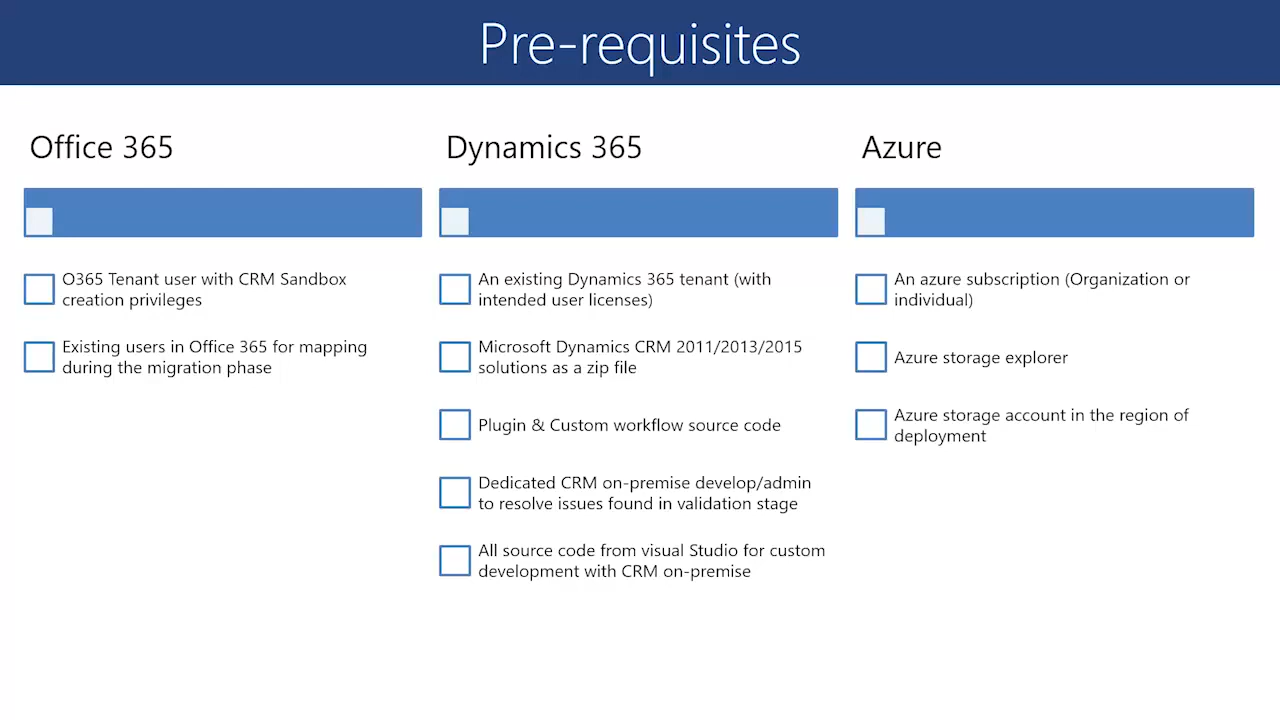 Pre-requisites
Office 365
O365 Tenant user with CRM Sandbox
creation privileges
Existing users in Office 365 for mapping
during the migration phase
Dynamics 365
An existing Dynamics 365 tenant (with
intended user licenses)
Microsoft Dynamics CRM 2011/2013/2015
solutions as a zip file
Plugin & Custom workflow source code
Dedicated CRM on-premise develop/admin
to resolve issues found in validation stage
All source code from visual Studio for custom
development with CRM on-premise
Azure
An azure subscription (Organization or
individual)
Azure storage explorer
Azure storage account in the region of
deployment